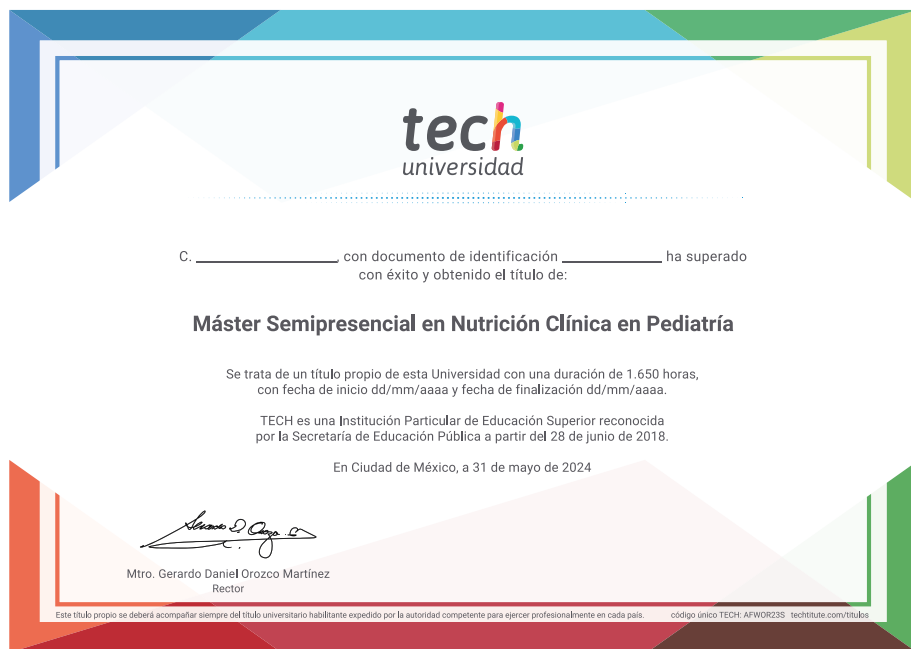 tech
universidad
C. ____________________, con documento de identificación ______________ ha superado
con éxito y obtenido el título de:
Máster Semipresencial en Nutrición Clínica en Pediatría
Se trata de un título propio de esta Universidad con una duración de 1.650 horas,
con fecha de inicio dd/mm/aaaa y fecha de finalización dd/mm/aaaa.
TECH es una Institución Particular de Educación Superior reconocida
por la Secretaría de Educación Pública a partir del 28 de junio de 2018.
En Ciudad de México, a 31 de mayo de 2024
Mtro. Gerardo Daniel Orozco Martínez
Rector
Este título propio se deberá acompañar siempre del título universitario habilitante expedido por la autoridad competente para ejercer profesionalmente en cada país. código único TECH: AFWOR23S techtitute.com/titulos